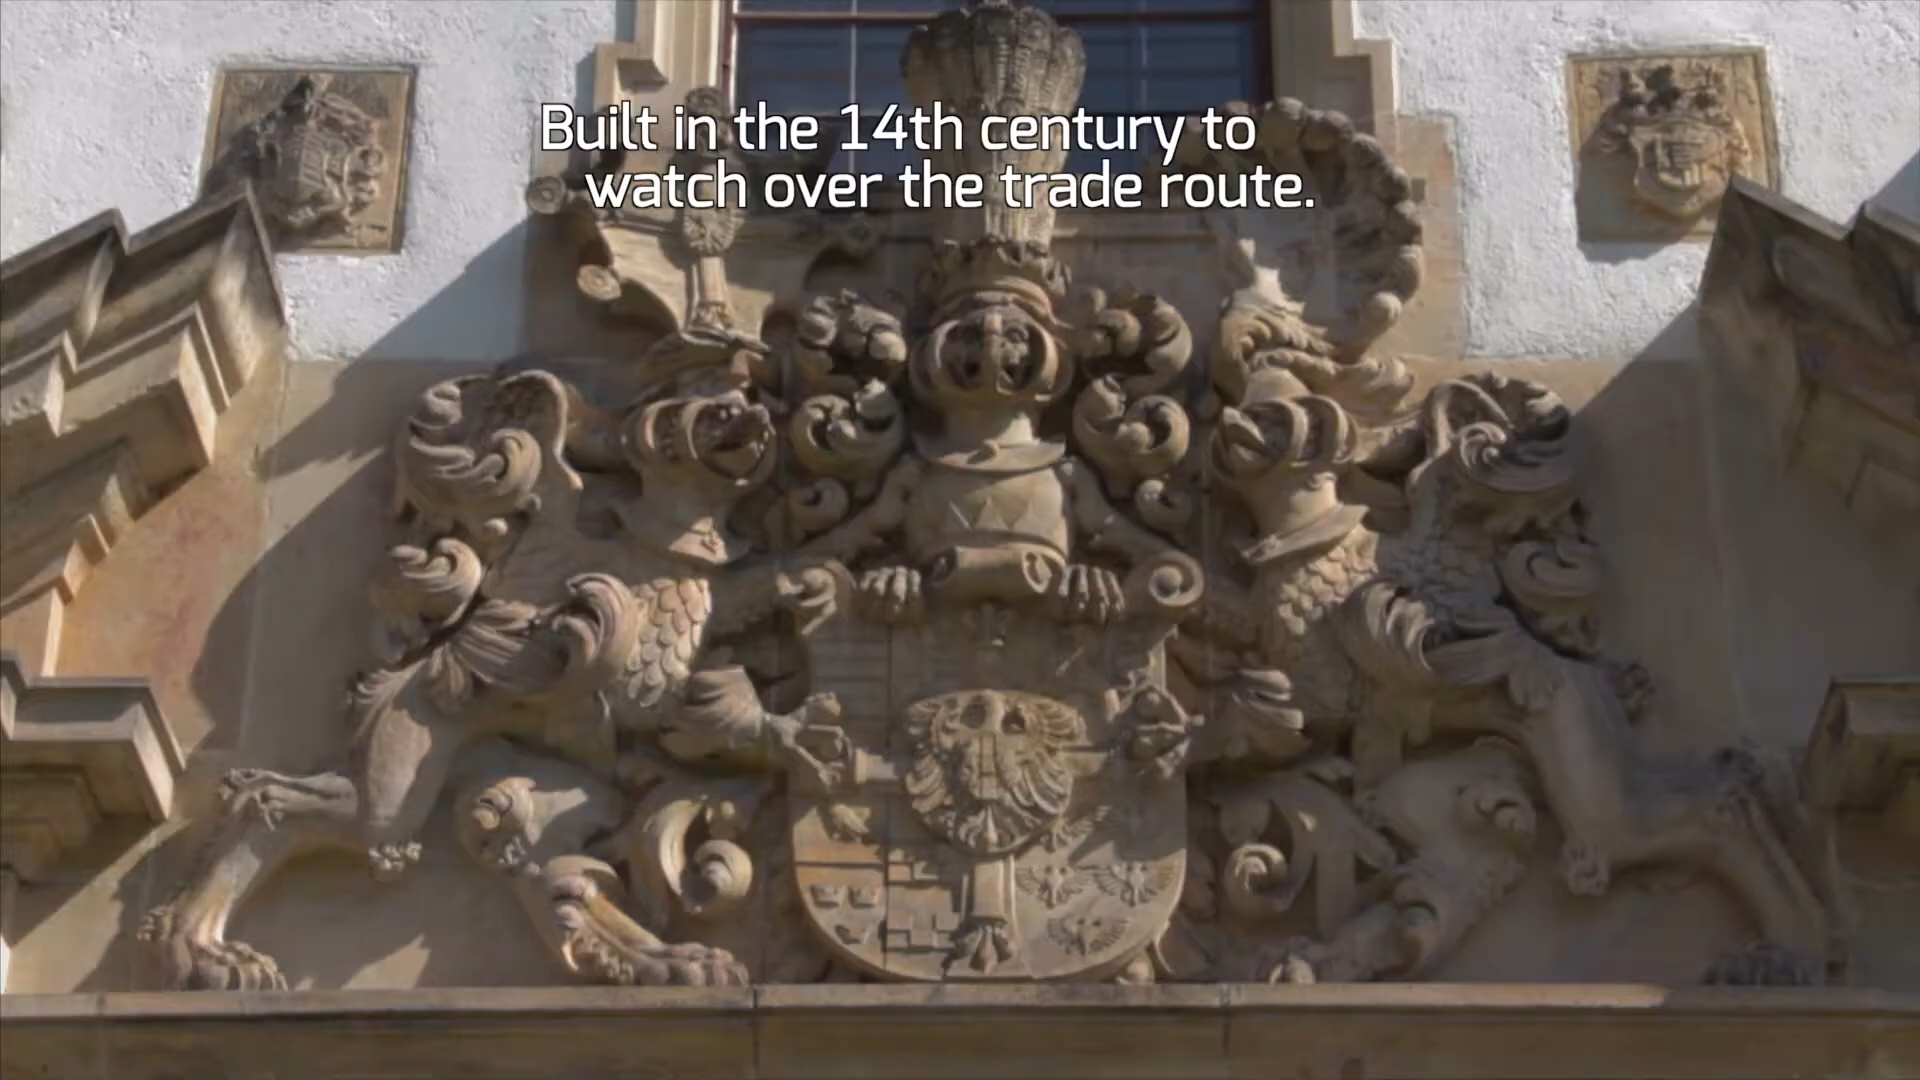 Built in the 14th century to
watch over the trade route.